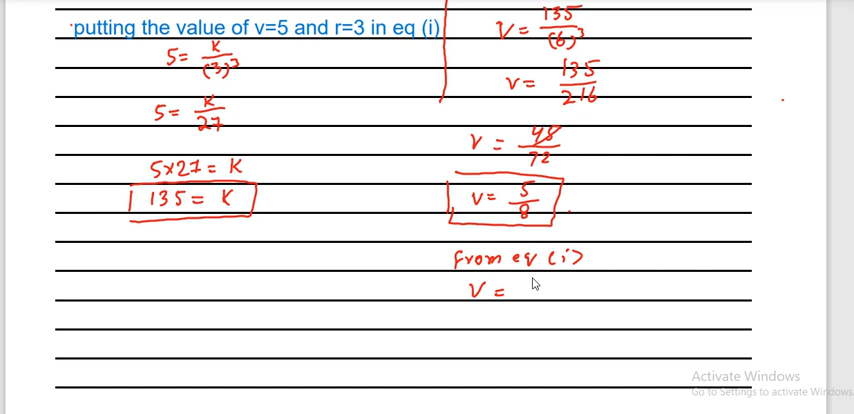 putting the value of v=5 and r=3 in eq (i)
5 = K/(3)³
5 = K/27
5×27 = K
135 = K
V = 135/(6)³
V = 135/216
V = 45/72
V = 5/8
from eq (i)
V =
Activate Windows
Go to Settings to activate Windows.